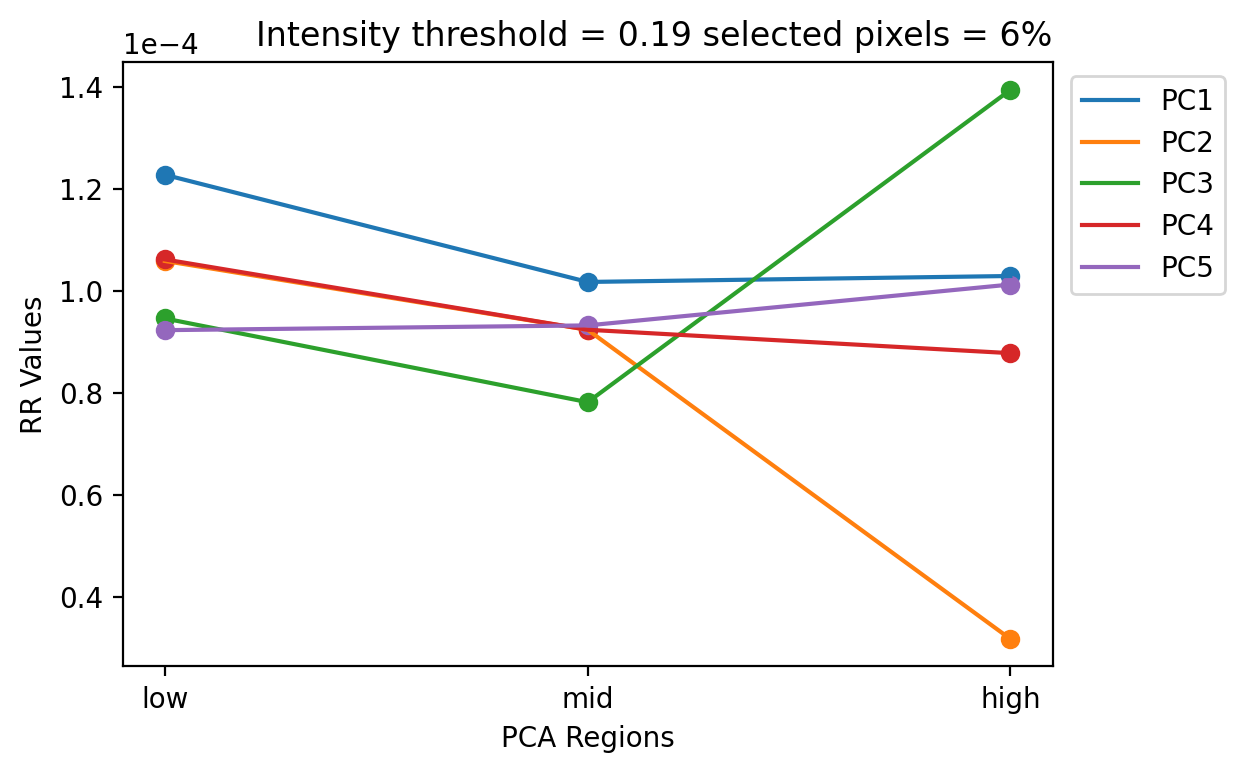 Intensity threshold = 0.19 selected pixels = 6%
1e−4
1.4
1.2
1.0
0.8
0.6
0.4
RR Values
low
mid
high
PCA Regions
PC1
PC2
PC3
PC4
PC5